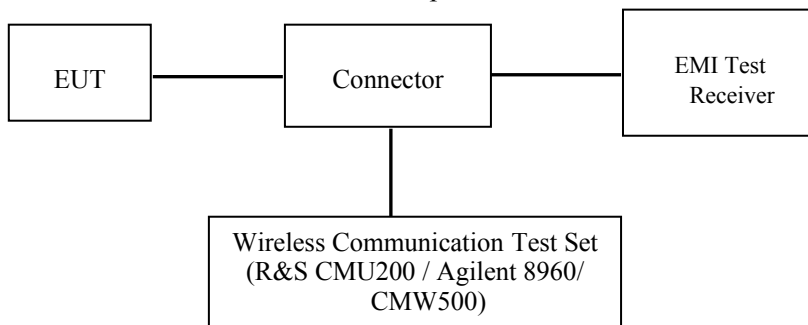 EUT
Connector
EMI Test
Receiver
Wireless Communication Test Set
(R&S CMU200 / Agilent 8960/
CMW500)